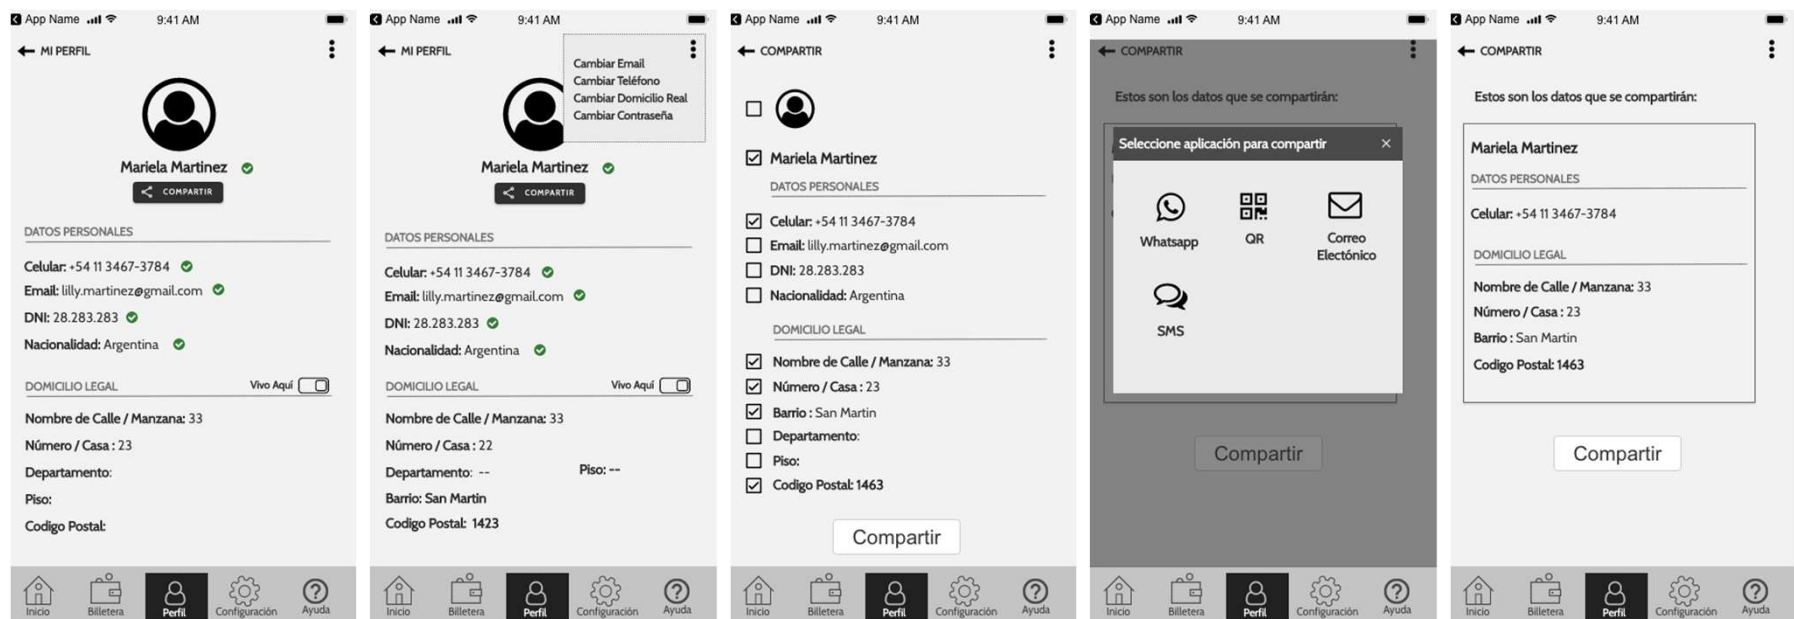 App Name 9:41 AM
MI PERFIL
Mariela Martinez
COMPARTIR
DATOS PERSONALES
Celular: +54 11 3467-3784
Email: lilly.martinez@gmail.com
DNI: 28.283.283
Nacionalidad: Argentina
DOMICILIO LEGAL Vivo Aquí
Nombre de Calle / Manzana: 33
Número / Casa : 23
Departamento:
Piso:
Codigo Postal:
Inicio Billetera Perfil Configuración Ayuda
App Name 9:41 AM
MI PERFIL
Cambiar Email
Cambiar Teléfono
Cambiar Domicilio Real
Cambiar Contraseña
Mariela Martinez
COMPARTIR
DATOS PERSONALES
Celular: +54 11 3467-3784
Email: lilly.martinez@gmail.com
DNI: 28.283.283
Nacionalidad: Argentina
DOMICILIO LEGAL Vivo Aquí
Nombre de Calle / Manzana: 33
Número / Casa : 22
Departamento: -- Piso: --
Barrio: San Martin
Codigo Postal: 1423
Inicio Billetera Perfil Configuración Ayuda
App Name 9:41 AM
COMPARTIR
Mariela Martinez
DATOS PERSONALES
Celular: +54 11 3467-3784
Email: lilly.martinez@gmail.com
DNI: 28.283.283
Nacionalidad: Argentina
DOMICILIO LEGAL
Nombre de Calle / Manzana: 33
Número / Casa : 23
Barrio : San Martin
Departamento:
Piso:
Codigo Postal: 1463
Compartir
Inicio Billetera Perfil Configuración Ayuda
App Name 9:41 AM
COMPARTIR
Estos son los datos que se compartirán:
Seleccione aplicación para compartir ×
Whatsapp QR Correo
Electónico
SMS
Compartir
Inicio Billetera Perfil Configuración Ayuda
App Name 9:41 AM
COMPARTIR
Estos son los datos que se compartirán:
Mariela Martinez
DATOS PERSONALES
Celular: +54 11 3467-3784
DOMICILIO LEGAL
Nombre de Calle / Manzana: 33
Número / Casa : 23
Barrio : San Martin
Codigo Postal: 1463
Compartir
Inicio Billetera Perfil Configuración Ayuda